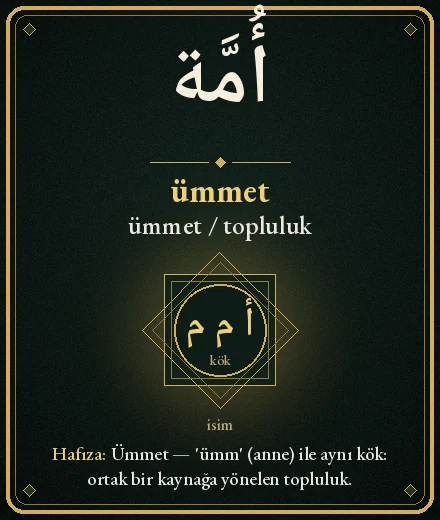 أُمَّة
ümmet
ümmet / topluluk
أ م م
kök
isim
Hafıza: Ümmet — 'ümm' (anne) ile aynı kök:
ortak bir kaynağa yönelen topluluk.